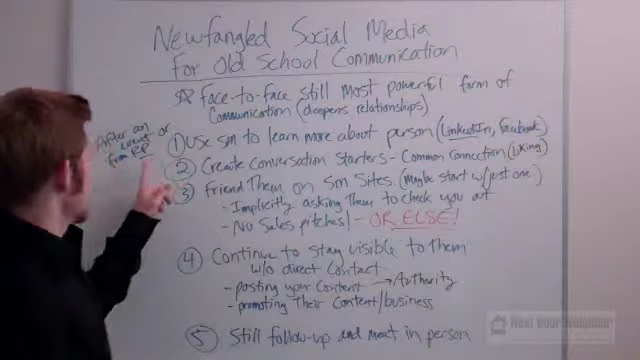 Newfangled Social Media
For Old School Communication
☆ Face-to-face still most powerful form of
Communication (deepens relationships)
After an
event or
from RP
① Use sm to learn more about person (LinkedIn, Facebook)
② Create conversation starters - Common Connection (Liking)
③ Friend Them on Sm Sites. (Maybe start w/ just one)
- Implicitly asking Them to check you out
- No Sales pitches! - OR ELSE!
④ Continue to stay visible to Them
w/o direct Contact
- posting your Content → Authority
- promoting Their Content/business
⑤ Still follow-up and meet in person
Next Door Neighbour